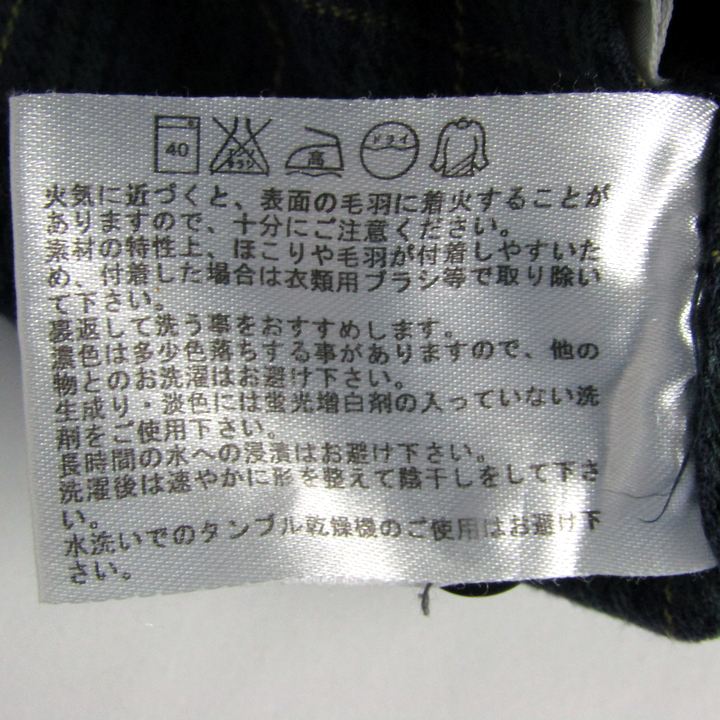 40 エンソ サラシ 高 ドライ
火気に近づくと、表面の毛羽に着火することが
ありますので、十分にご注意ください。
素材の特性上、ほこりや毛羽が付着しやすいた
め、付着した場合は衣類用ブラシ等で取り除い
て下さい。
裏返して洗う事をおすすめします。
濃色は多少色落ちする事がありますので、他の
物とのお洗濯はお避け下さい。
生成り・淡色には蛍光増白剤の入っていない洗
剤をご使用下さい。
長時間の水への浸漬はお避け下さい。
洗濯後は速やかに形を整えて陰干しをして下さ
い。
水洗いでのタンブル乾燥機のご使用はお避け下
さい。